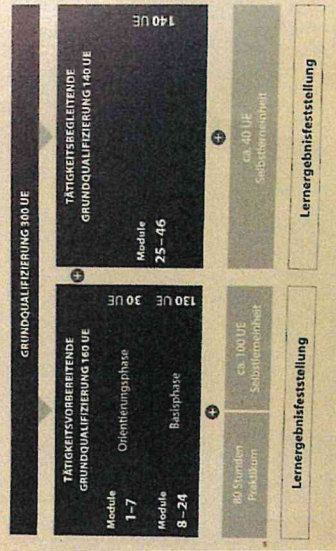 GRUNDQUALIFIZIERUNG 300 UE
TÄTIGKEITSVORBEREITENDE
GRUNDQUALIFIZIERUNG 160 UE
Module
1–7
Orientierungsphase
30 UE
Module
8–24
Basisphase
130 UE
80 Stunden
Praktikum
ca. 100 UE
Selbstlerneinheit
Lernergebnisfeststellung
TÄTIGKEITSBEGLEITENDE
GRUNDQUALIFIZIERUNG 140 UE
Module
25–46
140 UE
ca. 40 UE
Selbstlerneinheit
Lernergebnisfeststellung